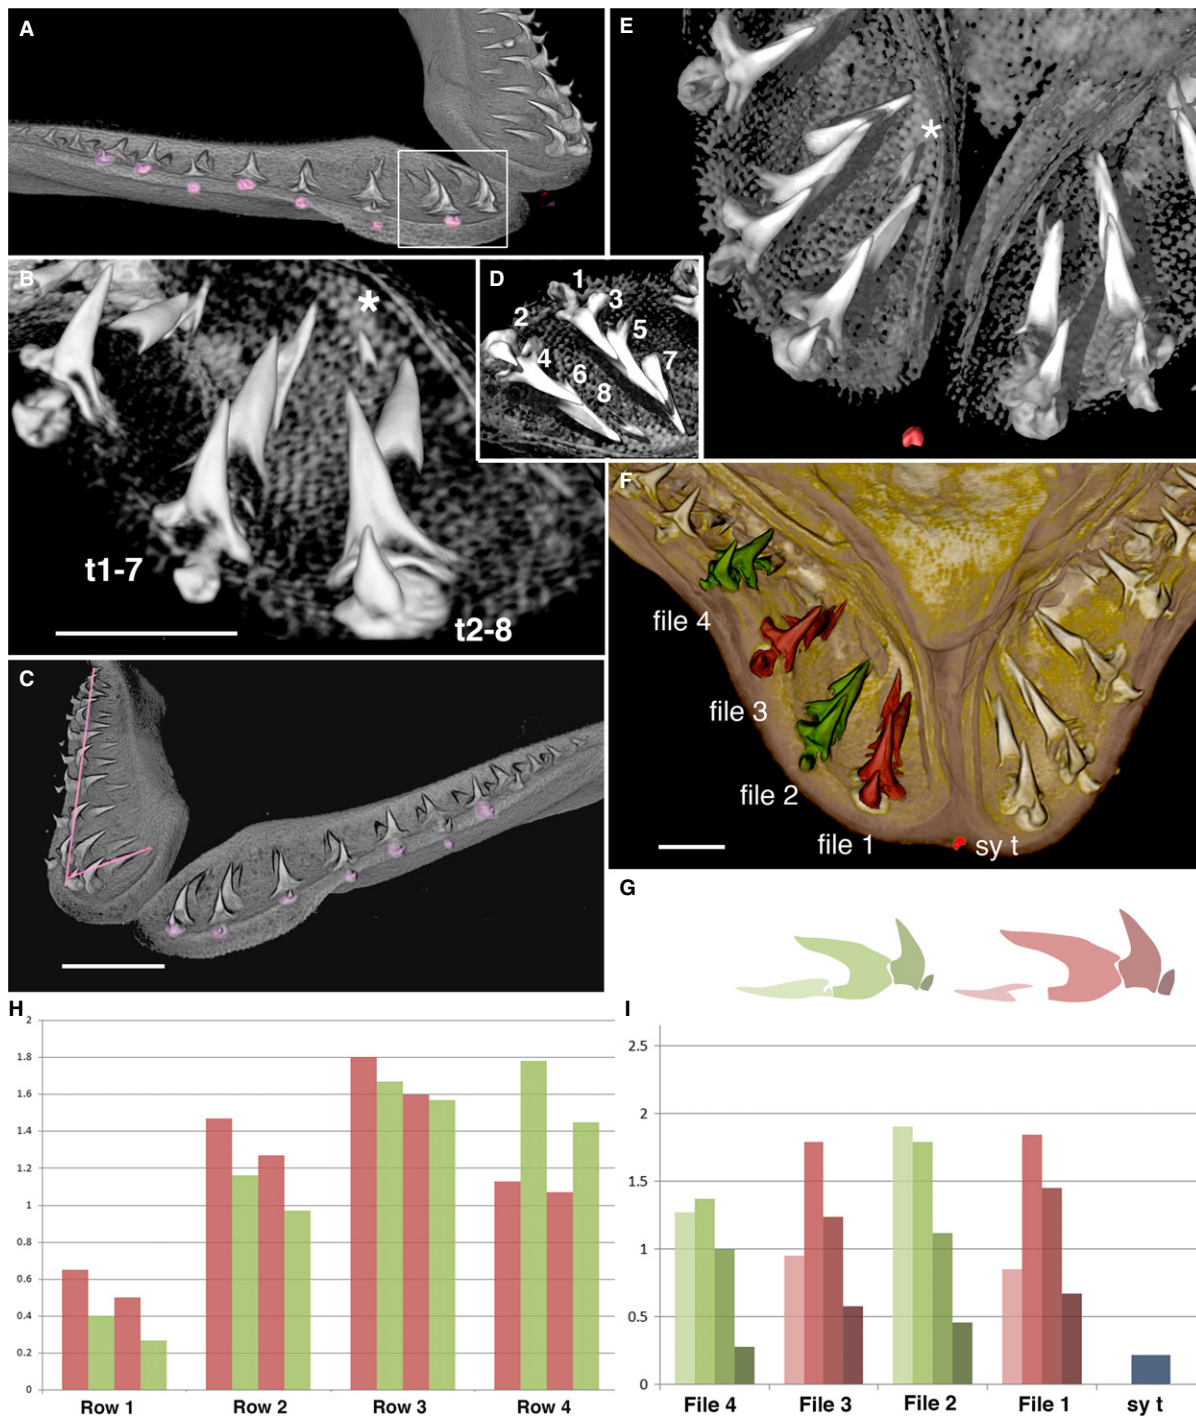 A
E
B
*
*
D
1
2
3
4
5
6
7
8
t1-7
t2-8
F
file 4
file 3
file 2
file 1
sy t
C
G
H
2
1.8
1.6
1.4
1.2
1
0.8
0.6
0.4
0.2
0
Row 1 Row 2 Row 3 Row 4
I
2.5
2
1.5
1
0.5
0
File 4 File 3 File 2 File 1 sy t